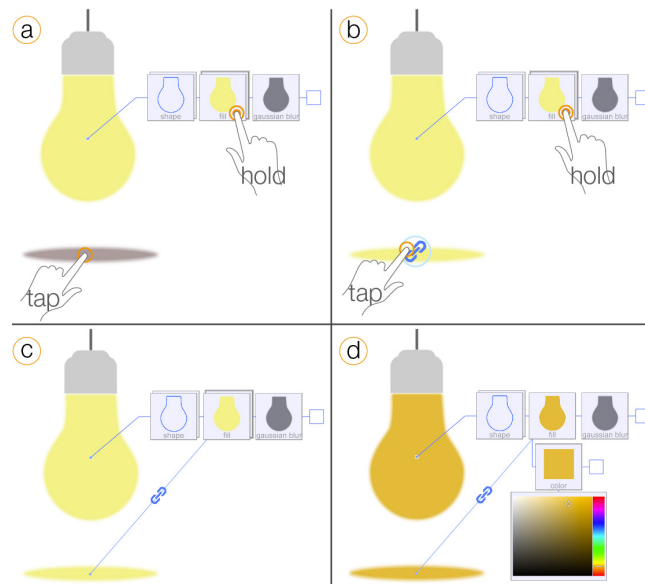 a
shape
fill
gaussian blur
hold
tap
b
shape
fill
gaussian blur
hold
tap
c
shape
fill
gaussian blur
d
shape
fill
gaussian blur
color